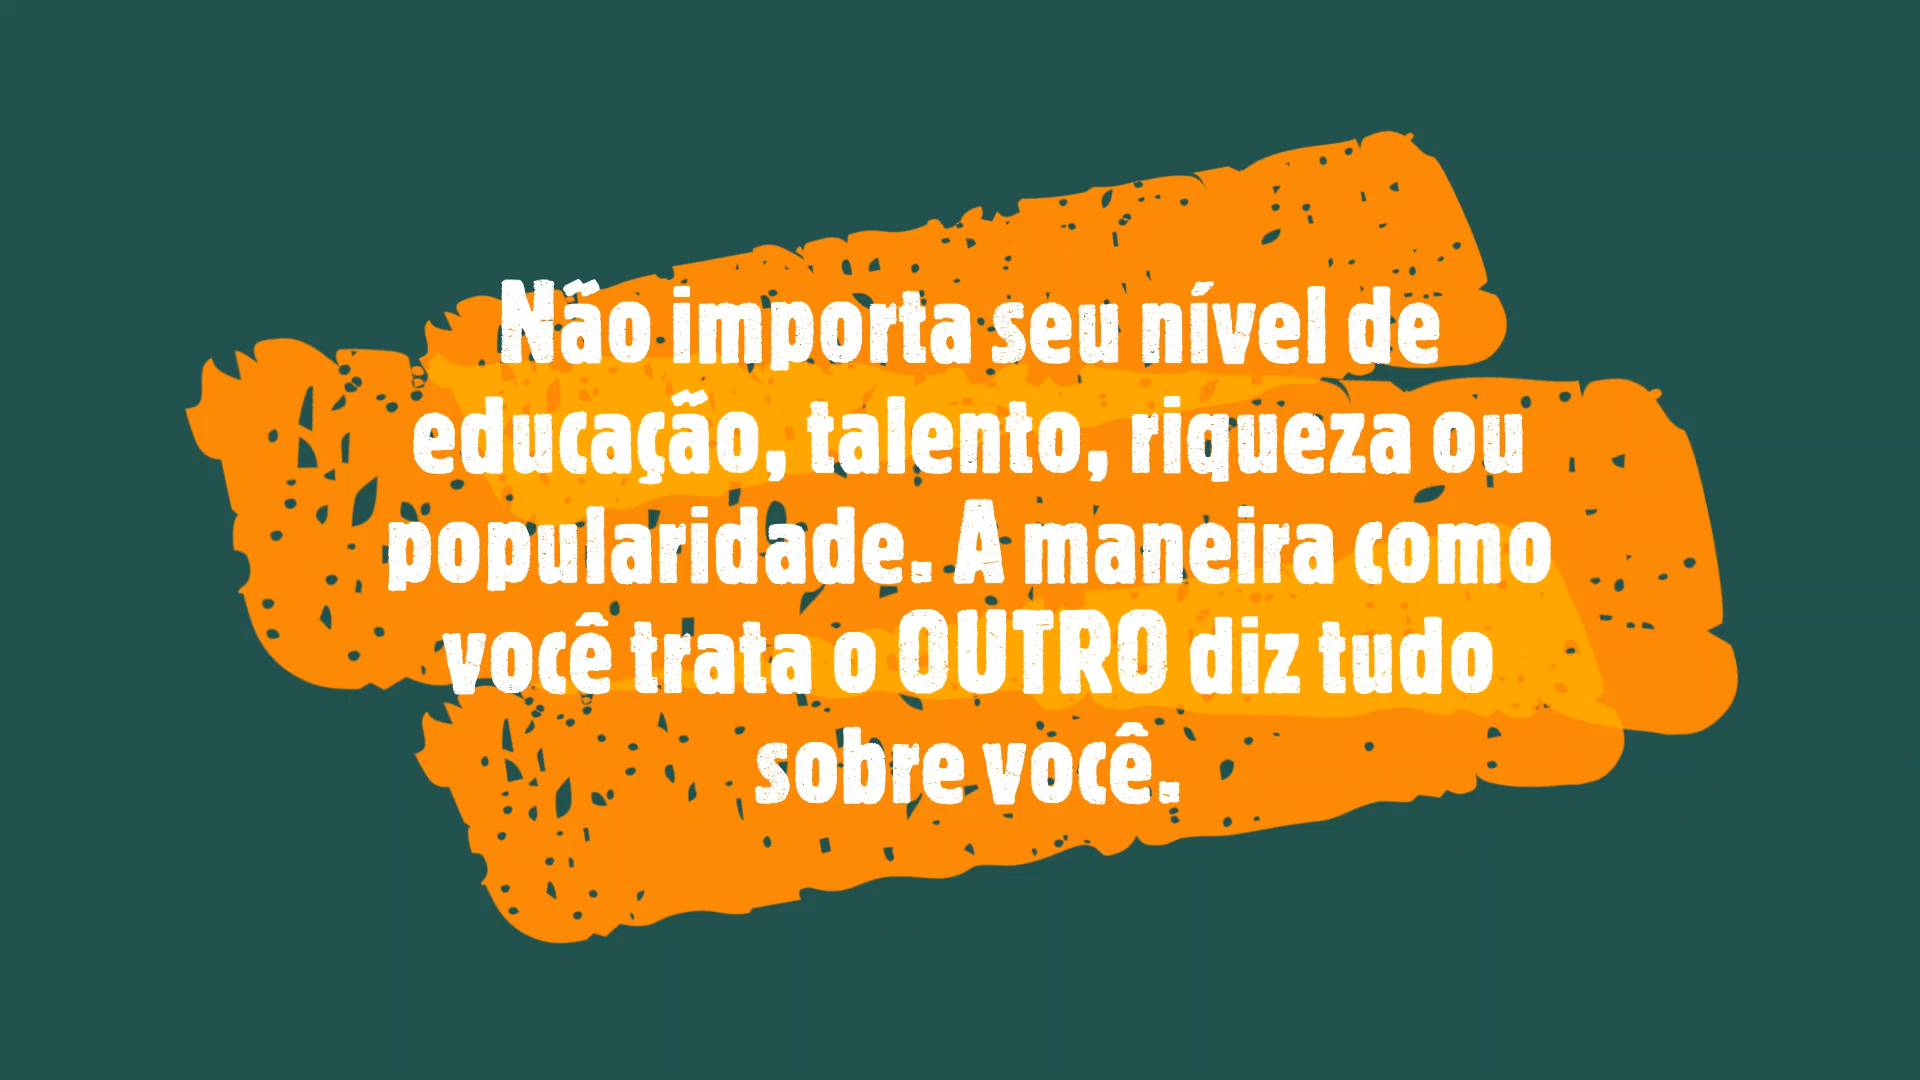 Não importa seu nível de
educação, talento, riqueza ou
popularidade. A maneira como
você trata o OUTRO diz tudo
sobre você.